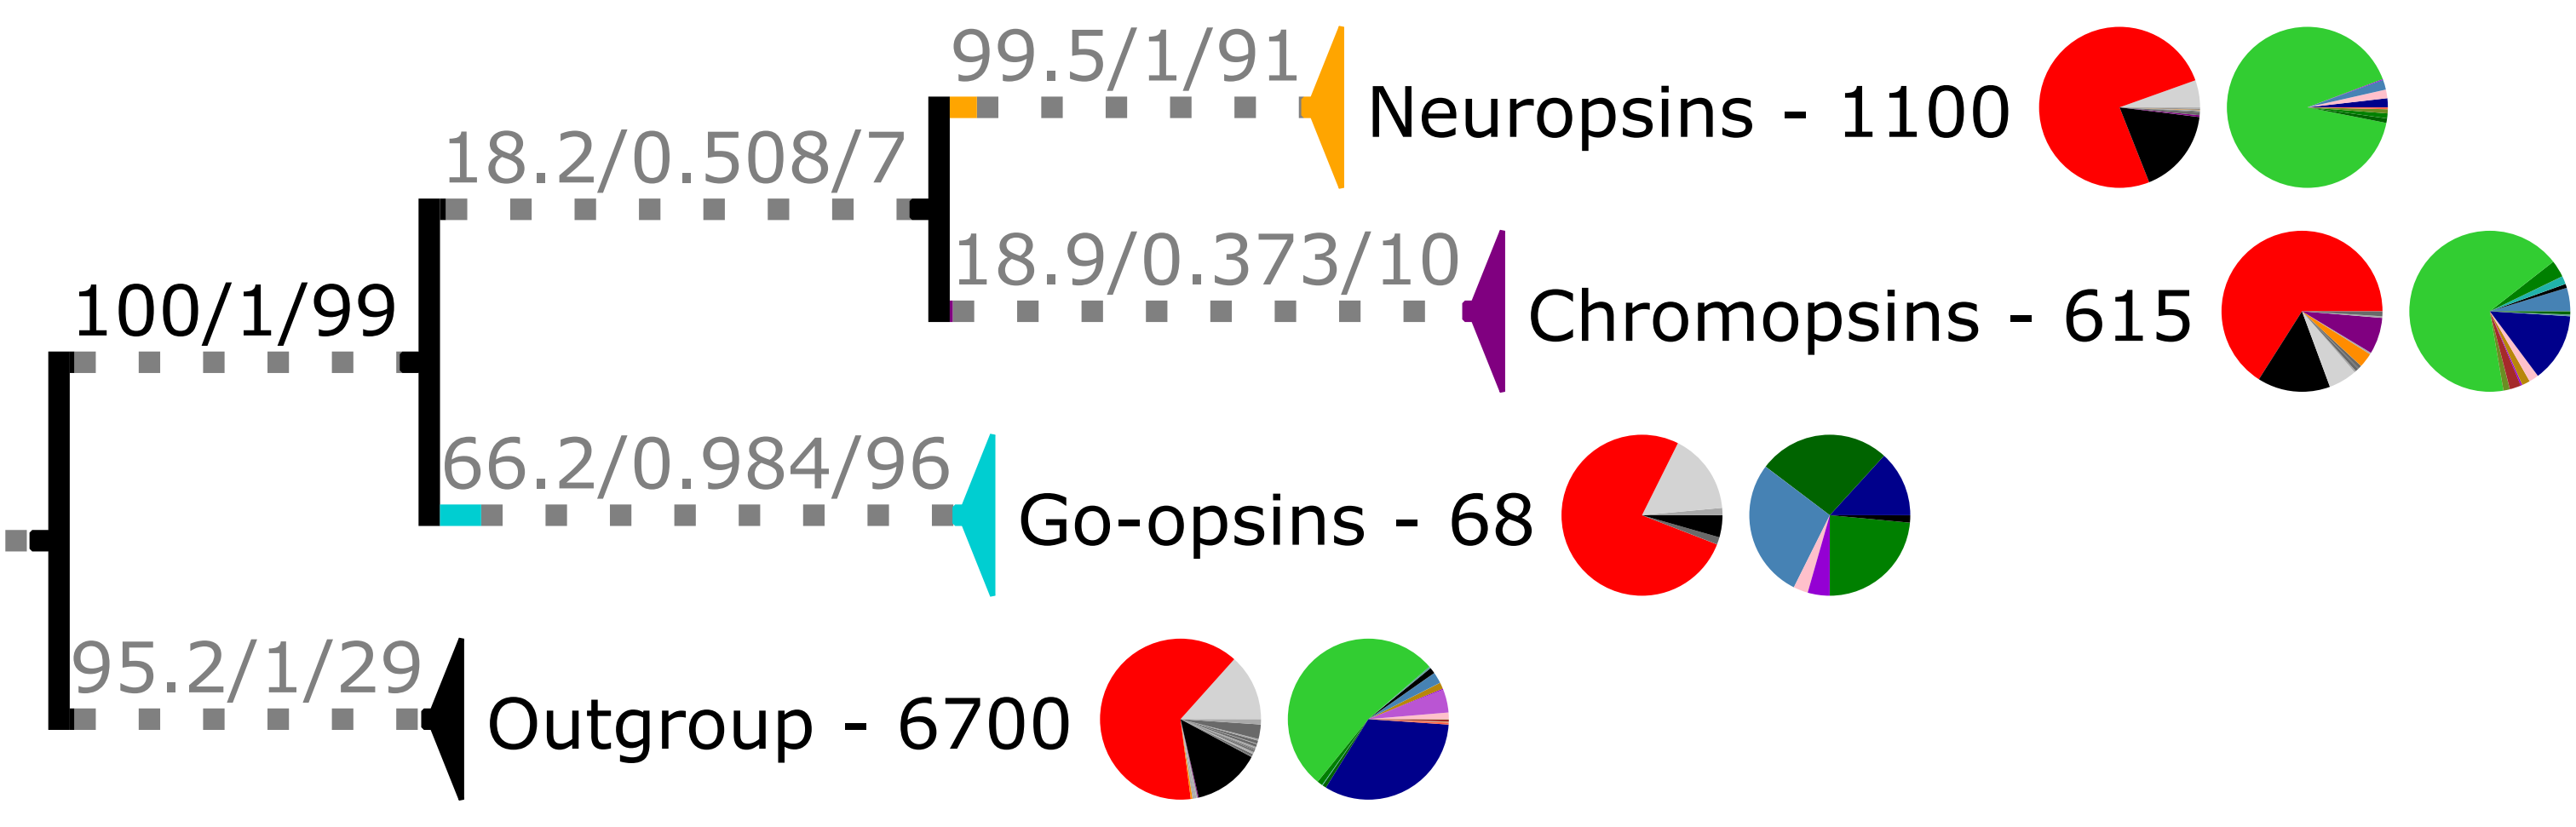 99.5/1/91
Neuropsins - 1100
18.2/0.508/7
18.9/0.373/10
Chromopsins - 615
100/1/99
66.2/0.984/96
Go-opsins - 68
95.2/1/29
Outgroup - 6700